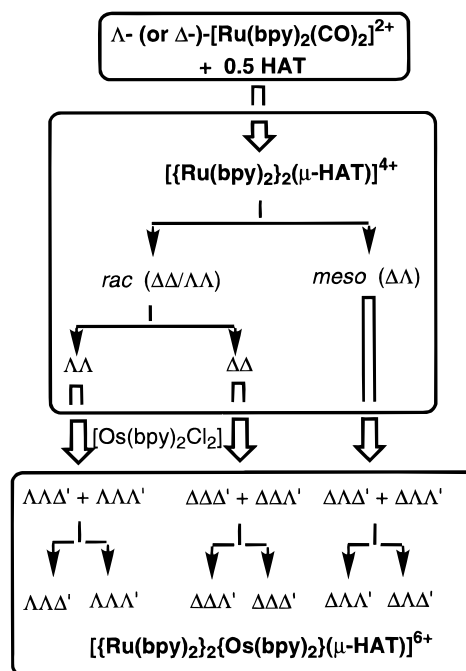 Λ- (or Δ-)-[Ru(bpy)₂(CO)₂]²⁺
+ 0.5 HAT
[{Ru(bpy)₂}₂(μ-HAT)]⁴⁺
rac (ΔΔ/ΛΛ) meso (ΔΛ)
ΛΛ ΔΔ
[Os(bpy)₂Cl₂]
ΛΛΔ' + ΛΛΛ' ΔΔΔ' + ΔΔΛ' ΔΛΔ' + ΔΛΛ'
ΛΛΔ' ΛΛΛ' ΔΔΛ' ΔΔΔ' ΔΛΛ' ΔΛΔ'
[{Ru(bpy)₂}₂{Os(bpy)₂}(μ-HAT)]⁶⁺